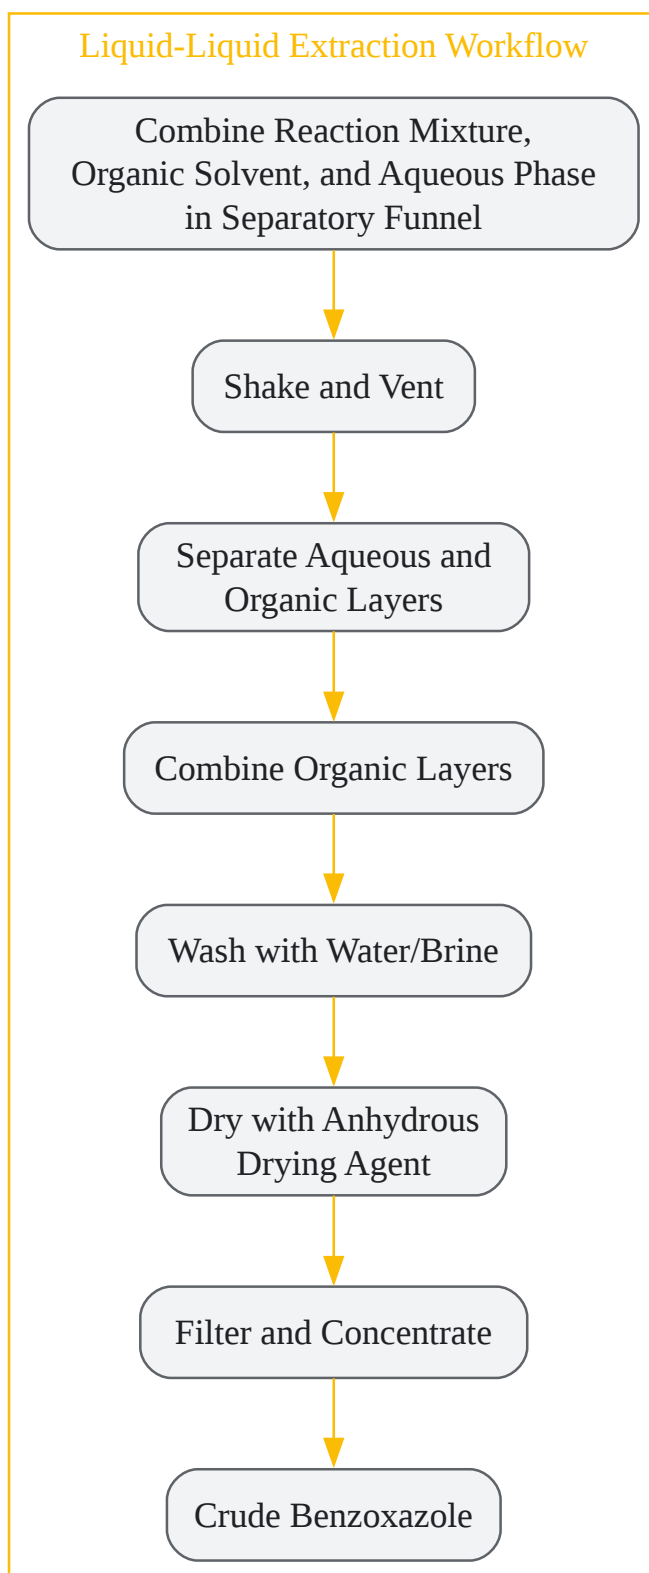 Liquid-Liquid Extraction Workflow
Combine Reaction Mixture,
Organic Solvent, and Aqueous Phase
in Separatory Funnel
Shake and Vent
Separate Aqueous and
Organic Layers
Combine Organic Layers
Wash with Water/Brine
Dry with Anhydrous
Drying Agent
Filter and Concentrate
Crude Benzoxazole